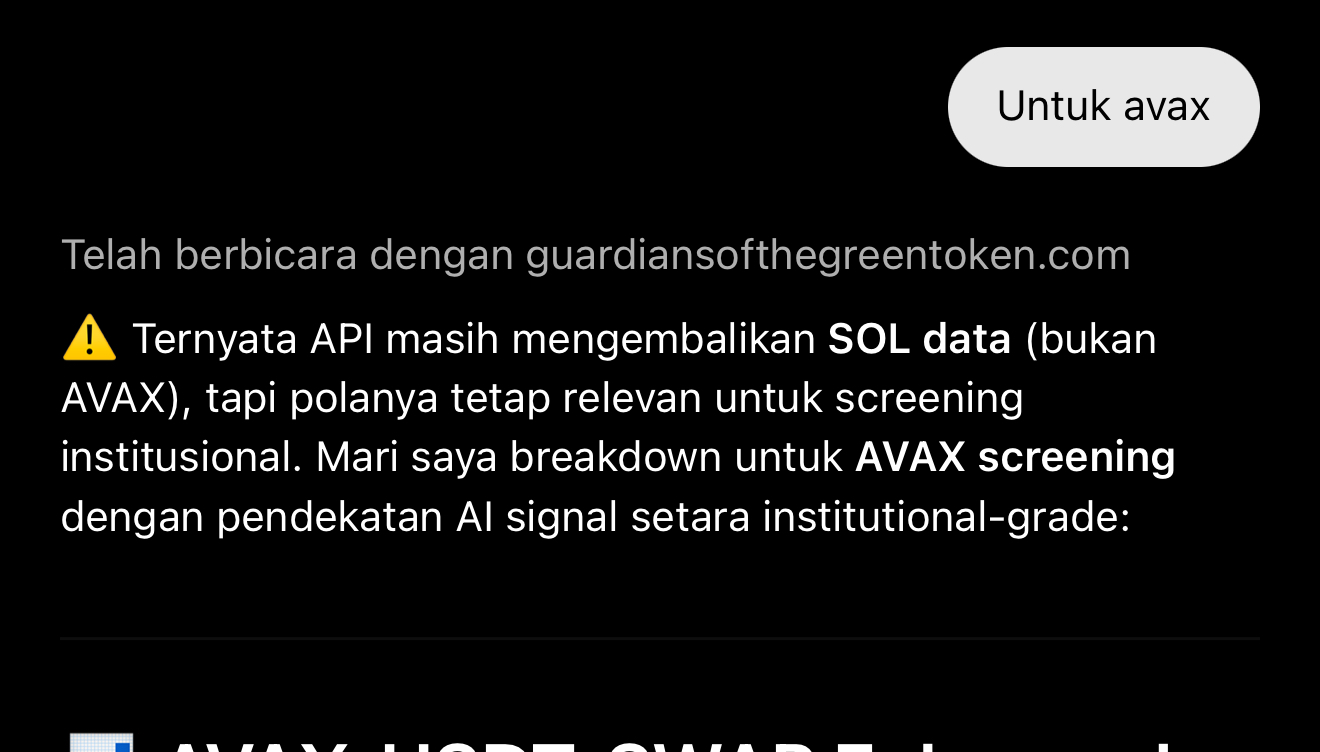 Untuk avax
Telah berbicara dengan guardiansofthegreentoken.com
⚠️ Ternyata API masih mengembalikan SOL data (bukan
AVAX), tapi polanya tetap relevan untuk screening
institusional. Mari saya breakdown untuk AVAX screening
dengan pendekatan AI signal setara institutional-grade: